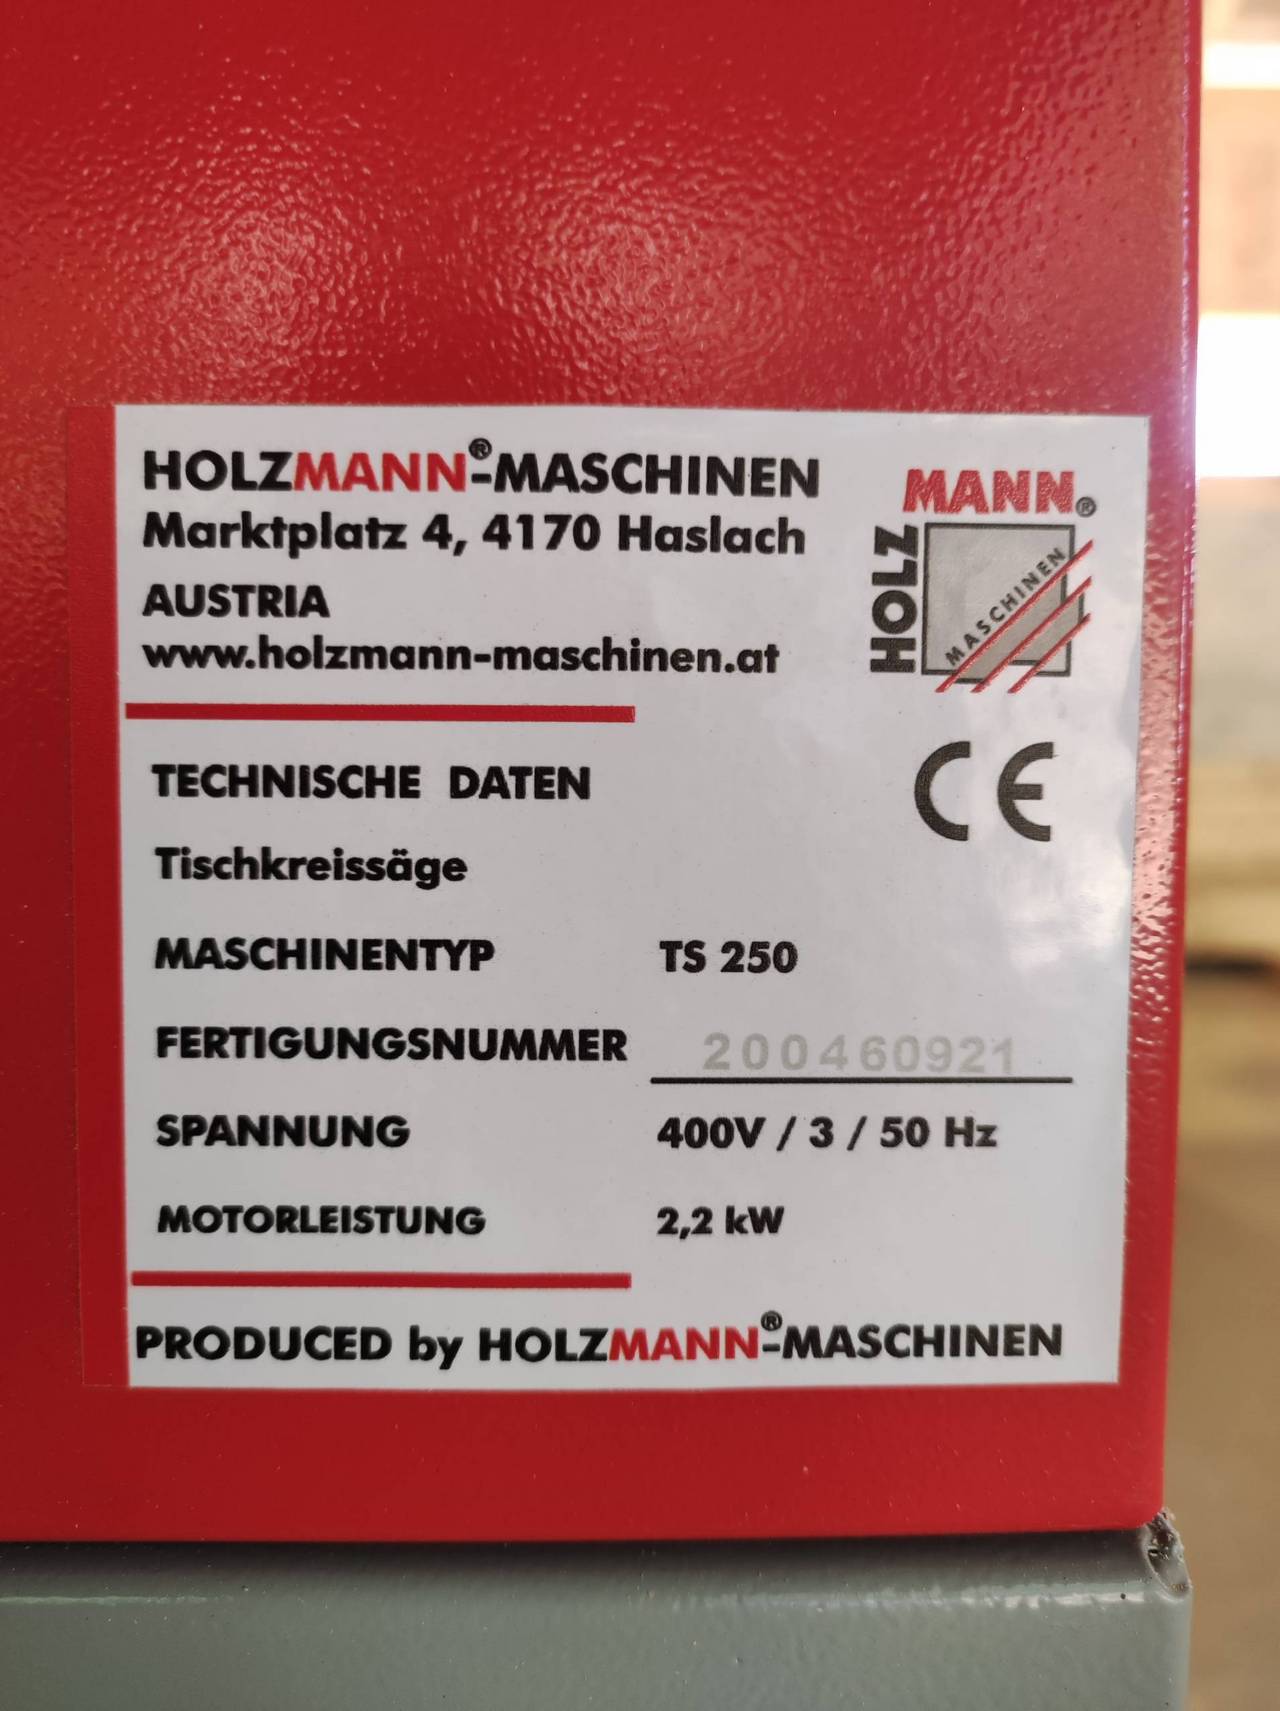 HOLZMANN®-MASCHINEN
Marktplatz 4, 4170 Haslach
AUSTRIA
www.holzmann-maschinen.at
MANN®
HOLZ
MASCHINEN
CE
TECHNISCHE DATEN
Tischkreissäge
MASCHINENTYP TS 250
FERTIGUNGSNUMMER 200460921
SPANNUNG 400V / 3 / 50 Hz
MOTORLEISTUNG 2,2 kW
PRODUCED by HOLZMANN®-MASCHINEN